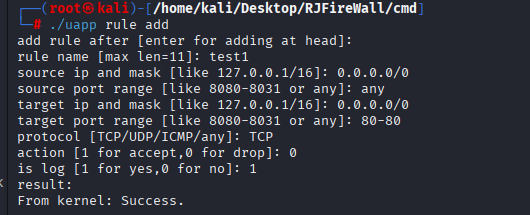 ┌──(root㉿kali)-[/home/kali/Desktop/RJFireWall/cmd]
└─# ./uapp rule add
add rule after [enter for adding at head]:
rule name [max len=11]: test1
source ip and mask [like 127.0.0.1/16]: 0.0.0.0/0
source port range [like 8080-8031 or any]: any
target ip and mask [like 127.0.0.1/16]: 0.0.0.0/0
target port range [like 8080-8031 or any]: 80-80
protocol [TCP/UDP/ICMP/any]: TCP
action [1 for accept,0 for drop]: 0
is log [1 for yes,0 for no]: 1
result:
From kernel: Success.